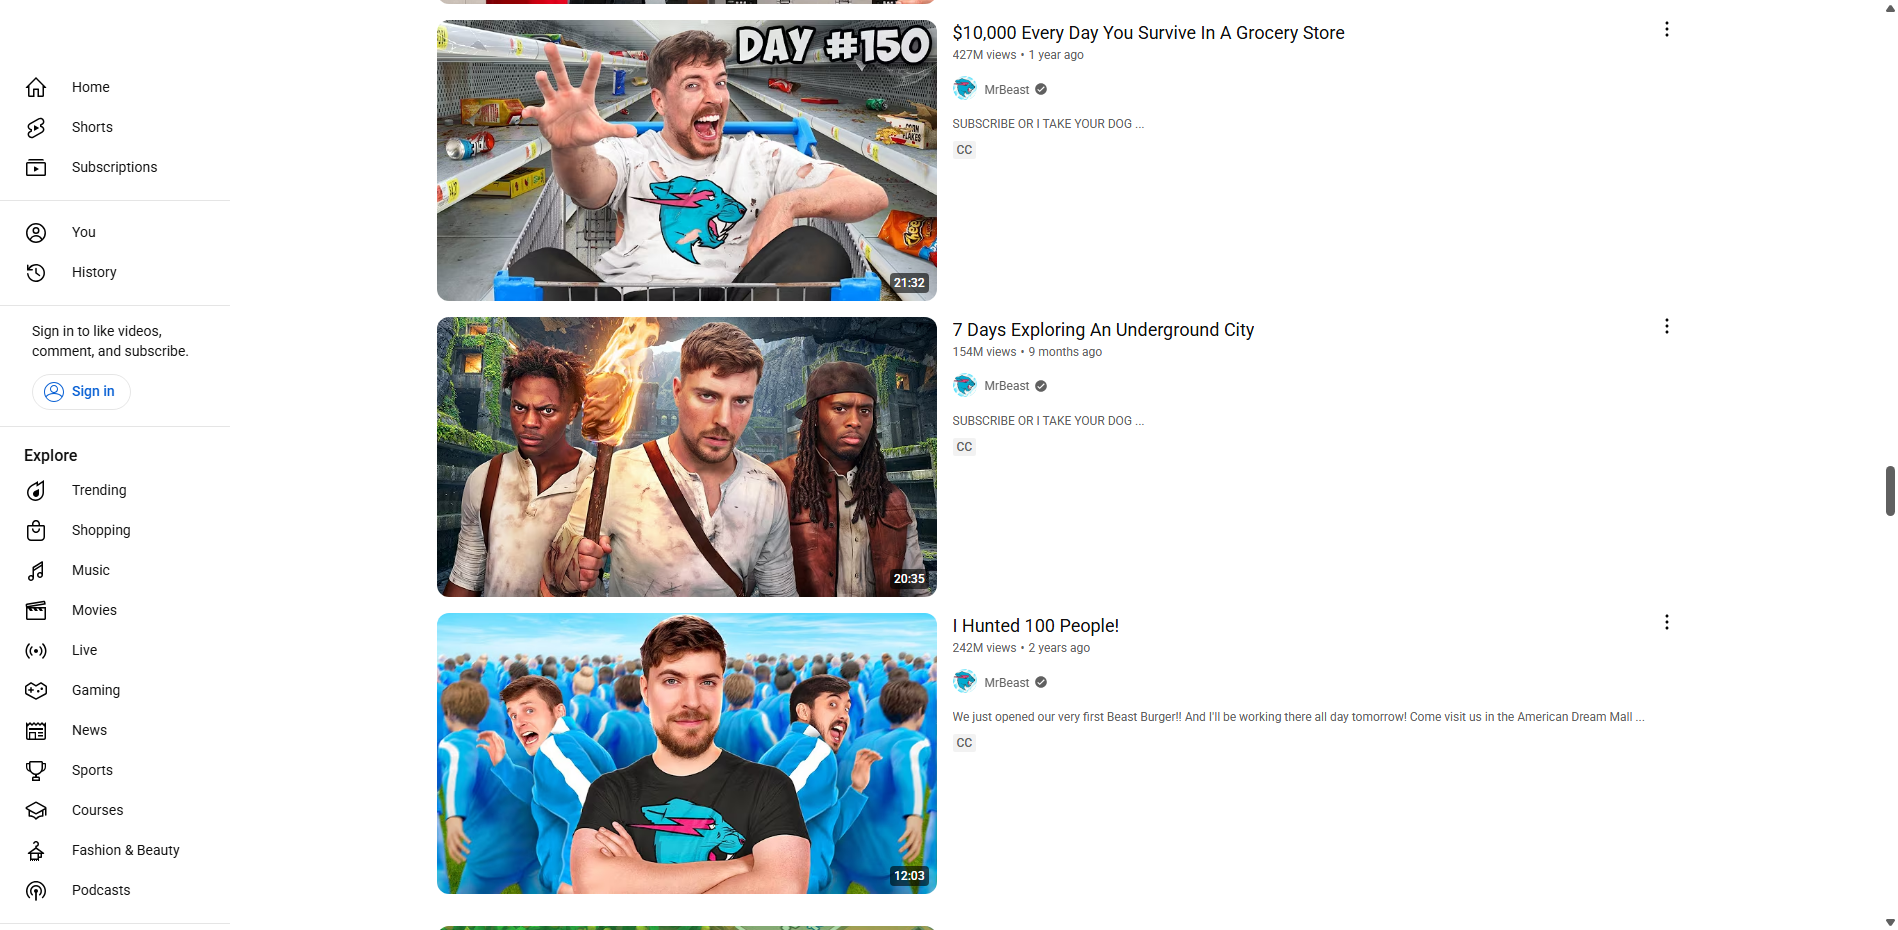 Home
Shorts
Subscriptions
You
History
Sign in to like videos,
comment, and subscribe.
Sign in
Explore
Trending
Shopping
Music
Movies
Live
Gaming
News
Sports
Courses
Fashion & Beauty
Podcasts
DAY #150
21:32
$10,000 Every Day You Survive In A Grocery Store
427M views • 1 year ago
MrBeast
SUBSCRIBE OR I TAKE YOUR DOG ...
CC
20:35
7 Days Exploring An Underground City
154M views • 9 months ago
MrBeast
SUBSCRIBE OR I TAKE YOUR DOG ...
CC
12:03
I Hunted 100 People!
242M views • 2 years ago
MrBeast
We just opened our very first Beast Burger!! And I'll be working there all day tomorrow! Come visit us in the American Dream Mall ...
CC